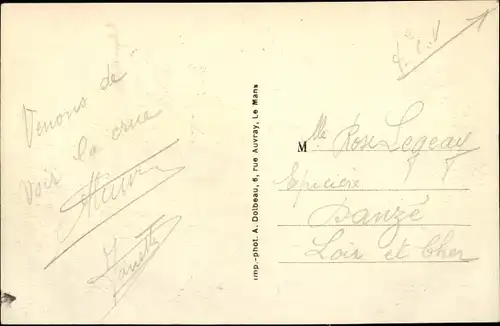 Venons de
voir la crue
Imp.-phot. A. Dolbeau, 6, rue Auvray, Le Mans
Mlle Rose Legeay
Epicière
Danzé
Loir et Cher